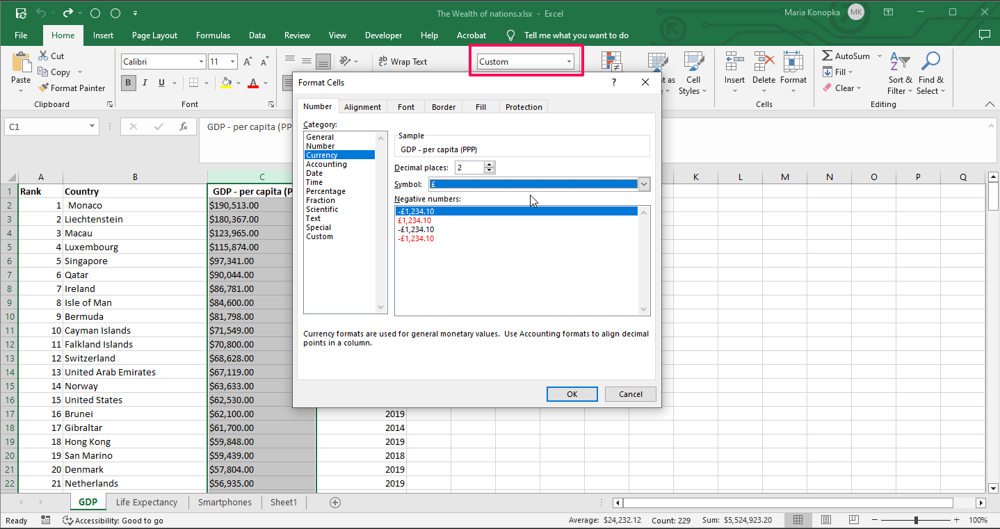 The Wealth of nations.xlsx - Excel
Maria Konopka MK
File Home Insert Page Layout Formulas Data Review View Developer Help Acrobat Tell me what you want to do
Paste
Cut
Copy
Format Painter
Clipboard
Calibri 11
B I U A
Font
ab Wrap Text
Custom
as
Cell
Styles
Insert Delete Format
Cells
AutoSum
Fill
Clear
Sort &
Filter
Find &
Select
Editing
C1 fx GDP - per capita (PP
Format Cells ?
Number Alignment Font Border Fill Protection
Category:
General
Number
Currency
Accounting
Date
Time
Percentage
Fraction
Scientific
Text
Special
Custom
Sample
GDP - per capita (PPP)
Decimal places: 2
Symbol: £
Negative numbers:
-£1,234.10
£1,234.10
-£1,234.10
-£1,234.10
Currency formats are used for general monetary values. Use Accounting formats to align decimal
points in a column.
OK Cancel
A B C K L M N O P Q
1 Rank Country GDP - per capita (P
2 1 Monaco $190,513.00
3 2 Liechtenstein $180,367.00
4 3 Macau $123,965.00
5 4 Luxembourg $115,874.00
6 5 Singapore $97,341.00
7 6 Qatar $90,044.00
8 7 Ireland $86,781.00
9 8 Isle of Man $84,600.00
10 9 Bermuda $81,798.00
11 10 Cayman Islands $71,549.00
12 11 Falkland Islands $70,800.00
13 12 Switzerland $68,628.00
14 13 United Arab Emirates $67,119.00
15 14 Norway $63,633.00
16 15 United States $62,530.00
17 16 Brunei $62,100.00 2019
18 17 Gibraltar $61,700.00 2014
19 18 Hong Kong $59,848.00 2019
20 19 San Marino $59,439.00 2018
21 20 Denmark $57,804.00 2019
22 21 Netherlands $56,935.00 2019
GDP Life Expectancy Smartphones Sheet1
Ready Accessibility: Good to go Average: $24,232.12 Count: 229 Sum: $5,524,923.20 100%